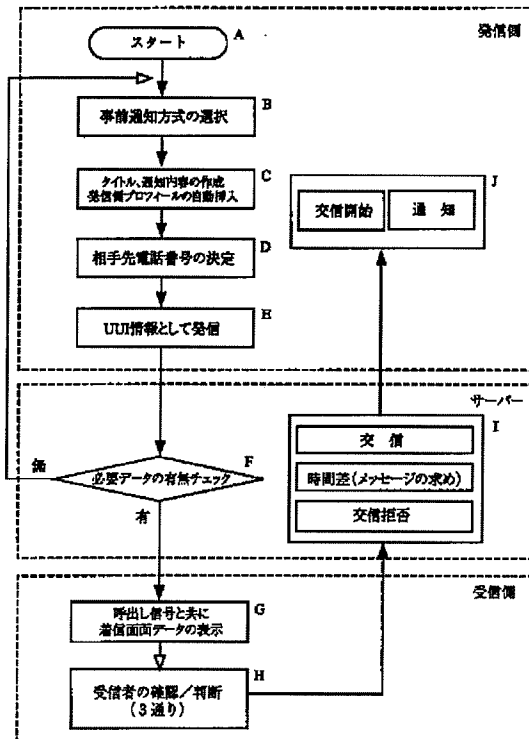 発信側
スタート
A
事前通知方式の選択
B
タイトル、通知内容の作成
発信側プロフィールの自動挿入
C
相手先電話番号の決定
D
UUI情報として発信
E
J
交信開始
通 知
サーバー
必要データの有無チェック
F
無
有
I
交 信
時間差(メッセージの求め)
交信拒否
受信側
呼出し信号と共に
着信画面データの表示
G
受信者の確認/判断
(3通り)
H